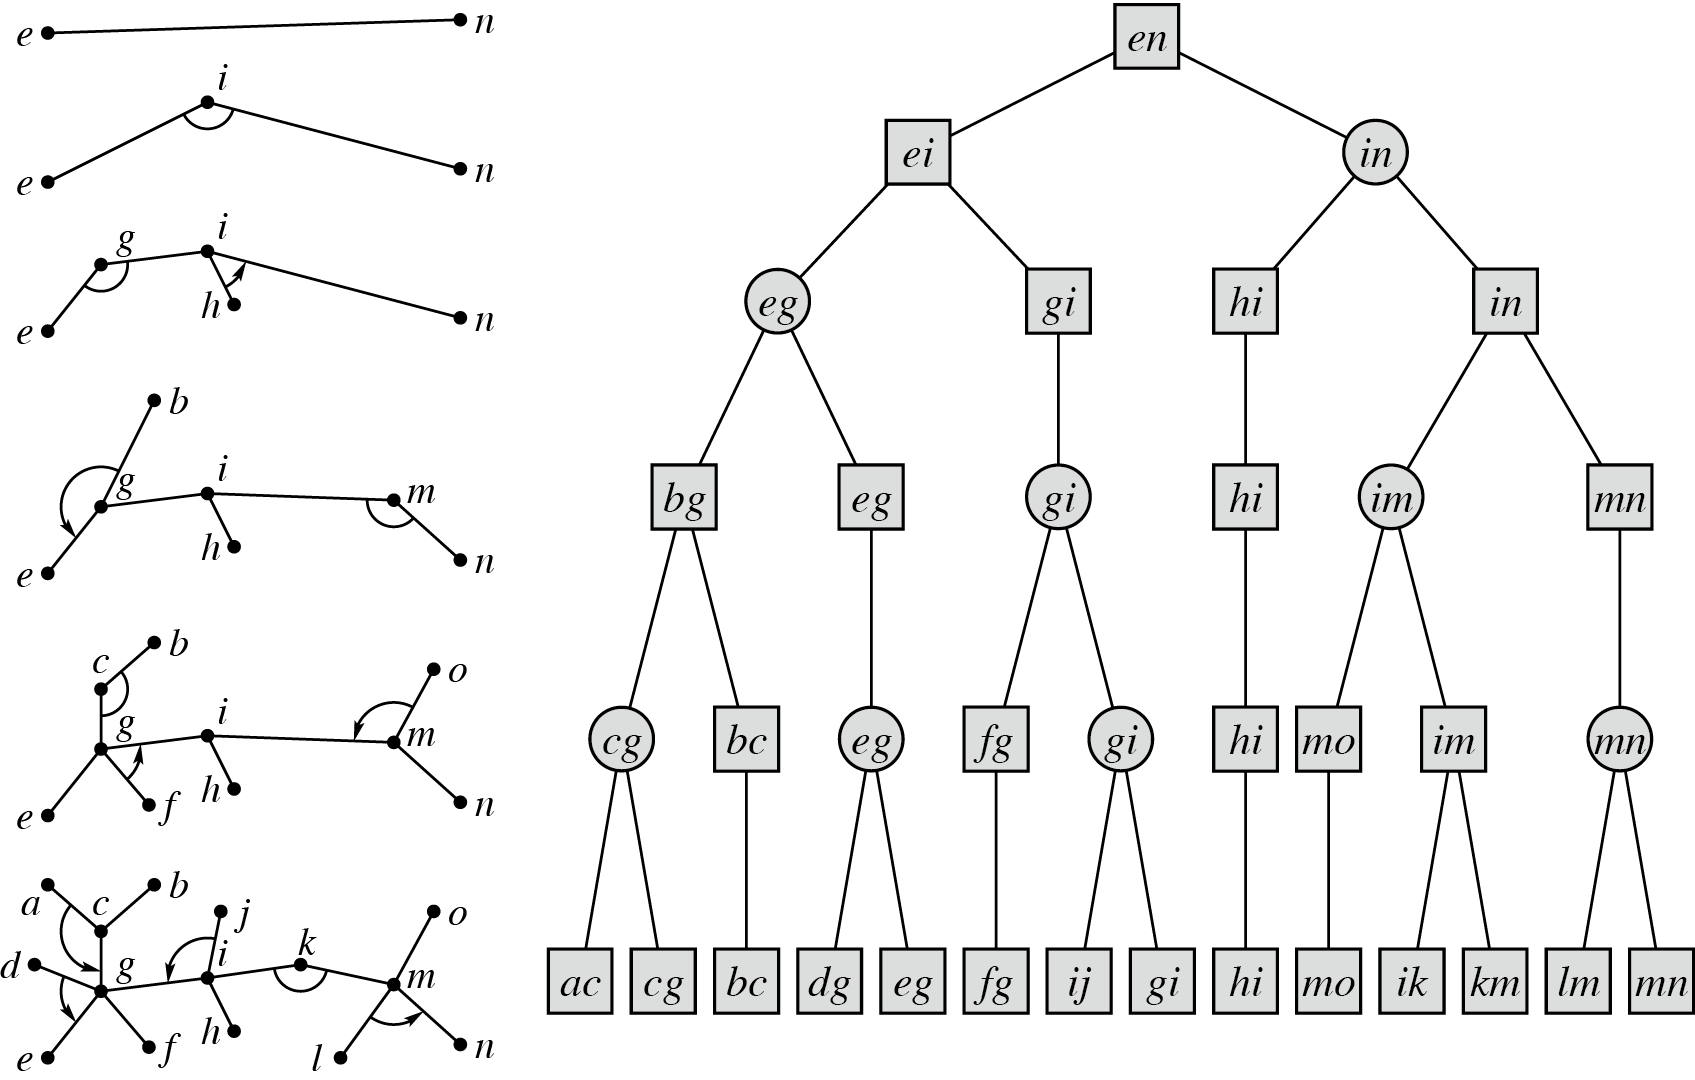 e n
i
e n
g i
h
e n
b
g i m
h
e n
c b
o
g i m
f h
e n
a c b j o
d g i k m
e f h l n
en
ei in
eg gi hi in
bg eg gi hi im mn
cg bc eg fg gi hi mo im mn
ac cg bc dg eg fg ij gi hi mo ik km lm mn